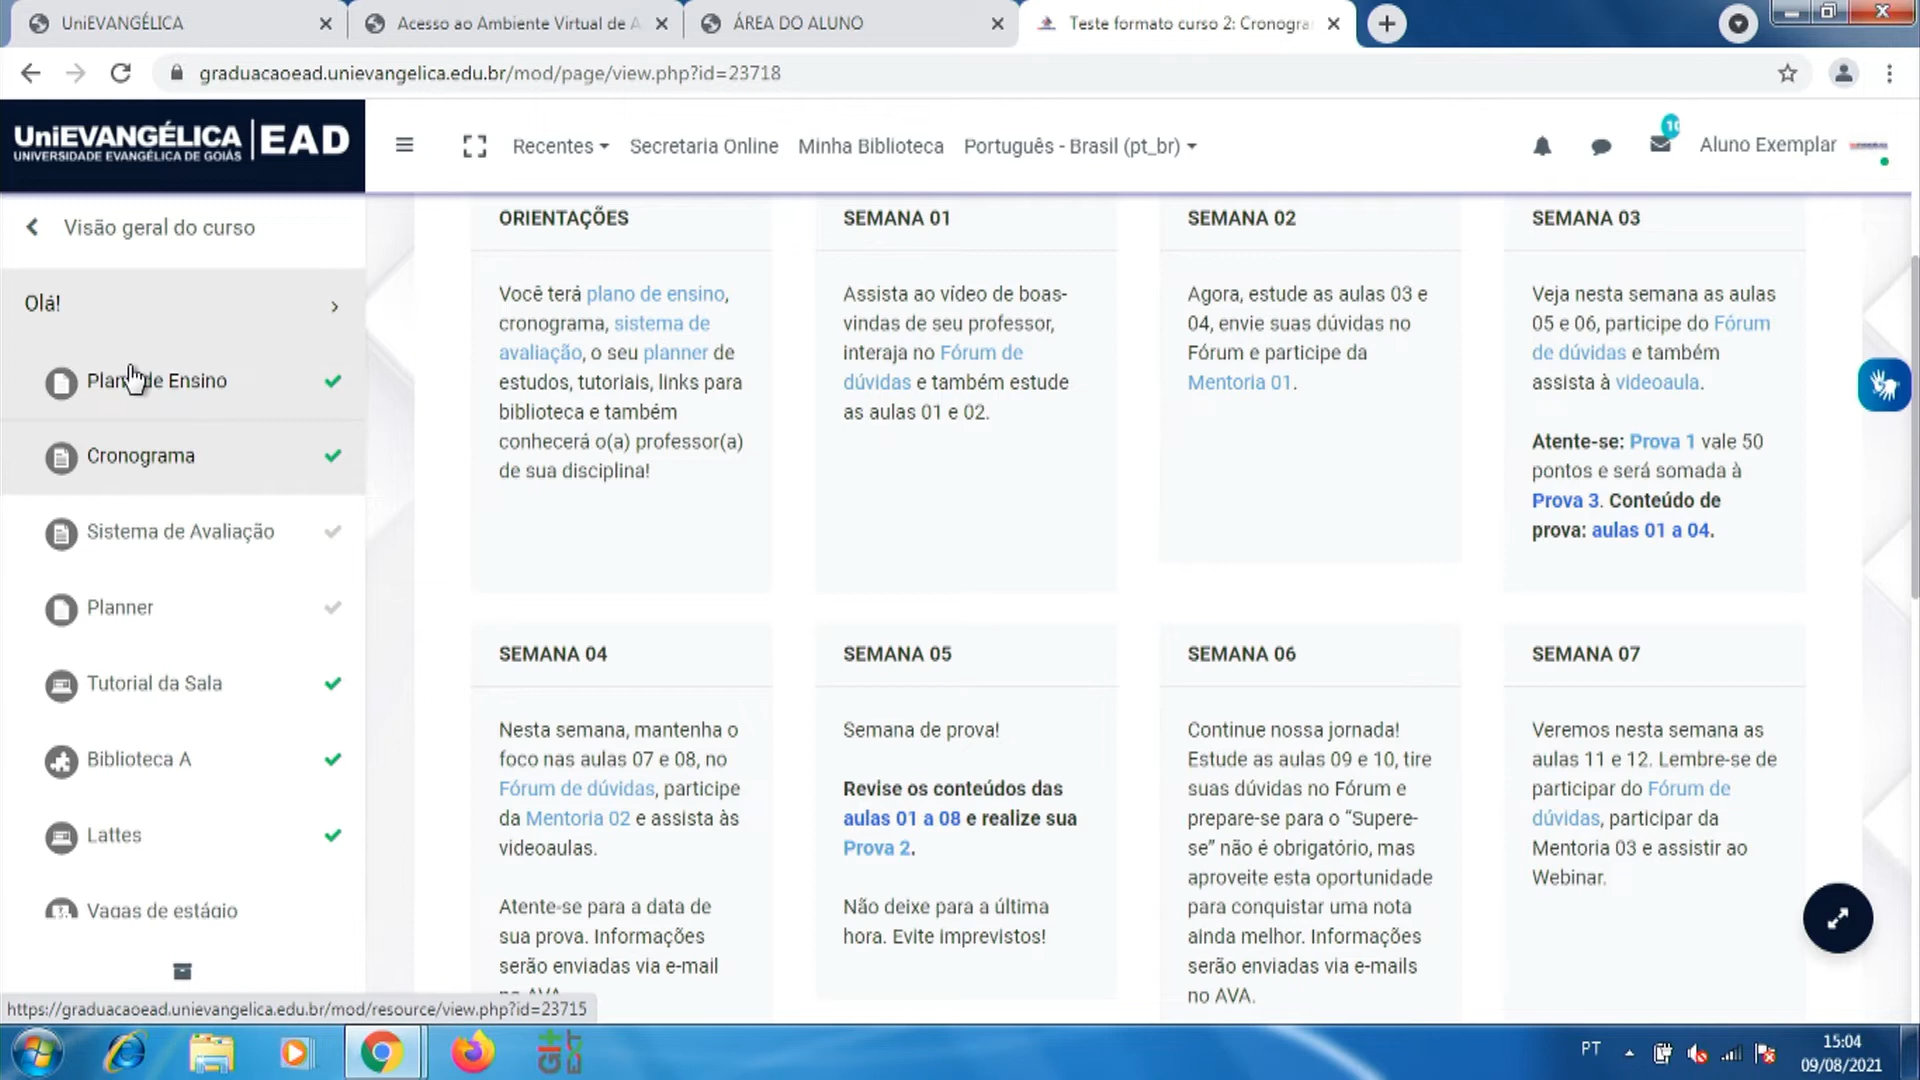 UniEVANGÉLICA
Acesso ao Ambiente Virtual de A
ÁREA DO ALUNO
Teste formato curso 2: Cronogra
graduacaoead.unievangelica.edu.br/mod/page/view.php?id=23718
UniEVANGÉLICA
UNIVERSIDADE EVANGÉLICA DE GOIÁS
EAD
Recentes
Secretaria Online
Minha Biblioteca
Português - Brasil (pt_br)
10
Aluno Exemplar
Visão geral do curso
Olá!
Plano de Ensino
Cronograma
Sistema de Avaliação
Planner
Tutorial da Sala
Biblioteca A
Lattes
Vagas de estágio
ORIENTAÇÕES
Você terá plano de ensino,
cronograma, sistema de
avaliação, o seu planner de
estudos, tutoriais, links para
biblioteca e também
conhecerá o(a) professor(a)
de sua disciplina!
SEMANA 01
Assista ao vídeo de boas-
vindas de seu professor,
interaja no Fórum de
dúvidas e também estude
as aulas 01 e 02.
SEMANA 02
Agora, estude as aulas 03 e
04, envie suas dúvidas no
Fórum e participe da
Mentoria 01.
SEMANA 03
Veja nesta semana as aulas
05 e 06, participe do Fórum
de dúvidas e também
assista à videoaula.
Atente-se: Prova 1 vale 50
pontos e será somada à
Prova 3. Conteúdo de
prova: aulas 01 a 04.
SEMANA 04
Nesta semana, mantenha o
foco nas aulas 07 e 08, no
Fórum de dúvidas, participe
da Mentoria 02 e assista às
videoaulas.
Atente-se para a data de
sua prova. Informações
serão enviadas via e-mail
no AVA.
SEMANA 05
Semana de prova!
Revise os conteúdos das
aulas 01 a 08 e realize sua
Prova 2.
Não deixe para a última
hora. Evite imprevistos!
SEMANA 06
Continue nossa jornada!
Estude as aulas 09 e 10, tire
suas dúvidas no Fórum e
prepare-se para o “Supere-
se” não é obrigatório, mas
aproveite esta oportunidade
para conquistar uma nota
ainda melhor. Informações
serão enviadas via e-mails
no AVA.
SEMANA 07
Veremos nesta semana as
aulas 11 e 12. Lembre-se de
participar do Fórum de
dúvidas, participar da
Mentoria 03 e assistir ao
Webinar.
https://graduacaoead.unievangelica.edu.br/mod/resource/view.php?id=23715
Git
EXT
PT
15:04
09/08/2021